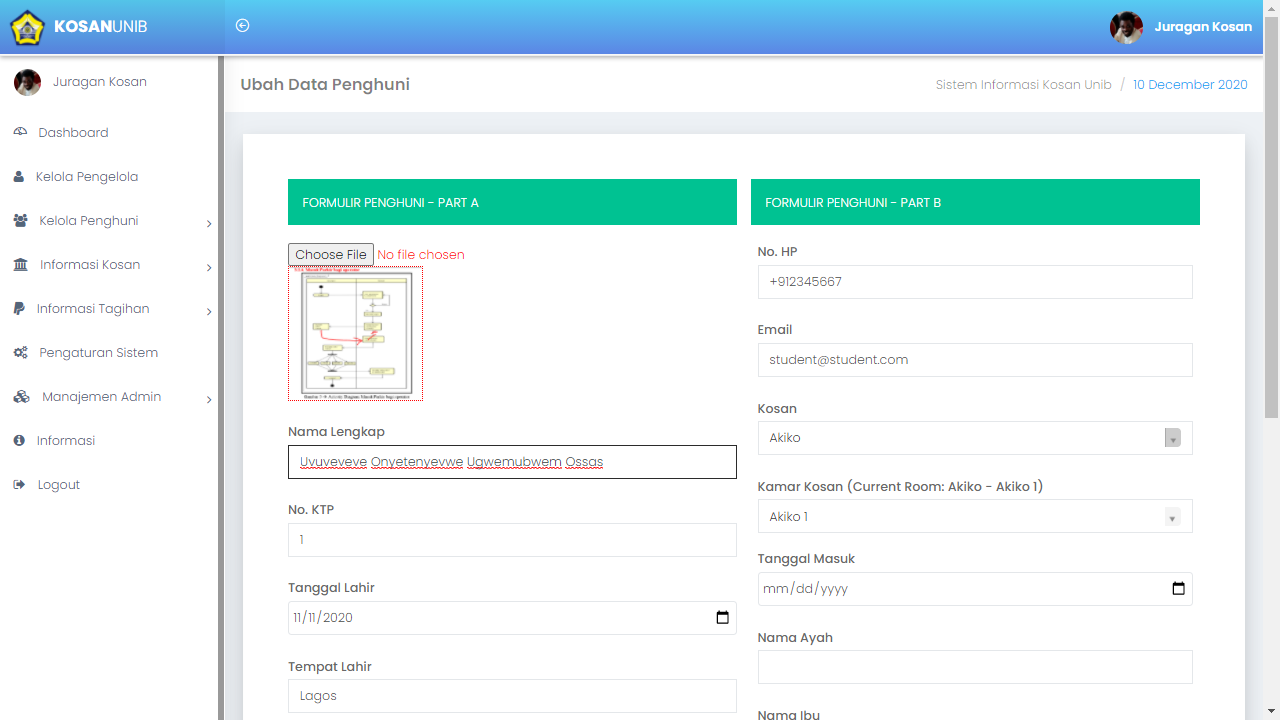 KOSANUNIB
Juragan Kosan
Juragan Kosan
Dashboard
Kelola Pengelola
Kelola Penghuni
Informasi Kosan
Informasi Tagihan
Pengaturan Sistem
Manajemen Admin
Informasi
Logout
Ubah Data Penghuni
Sistem Informasi Kosan Unib / 10 December 2020
FORMULIR PENGHUNI - PART A
Choose File No file chosen
Nama Lengkap
Uvuveveve Onyetenyevwe Ugwemubwem Ossas
No. KTP
1
Tanggal Lahir
11/11/2020
Tempat Lahir
Lagos
FORMULIR PENGHUNI - PART B
No. HP
+912345667
Email
student@student.com
Kosan
Akiko
Kamar Kosan (Current Room: Akiko - Akiko 1)
Akiko 1
Tanggal Masuk
mm/dd/yyyy
Nama Ayah
Nama Ibu